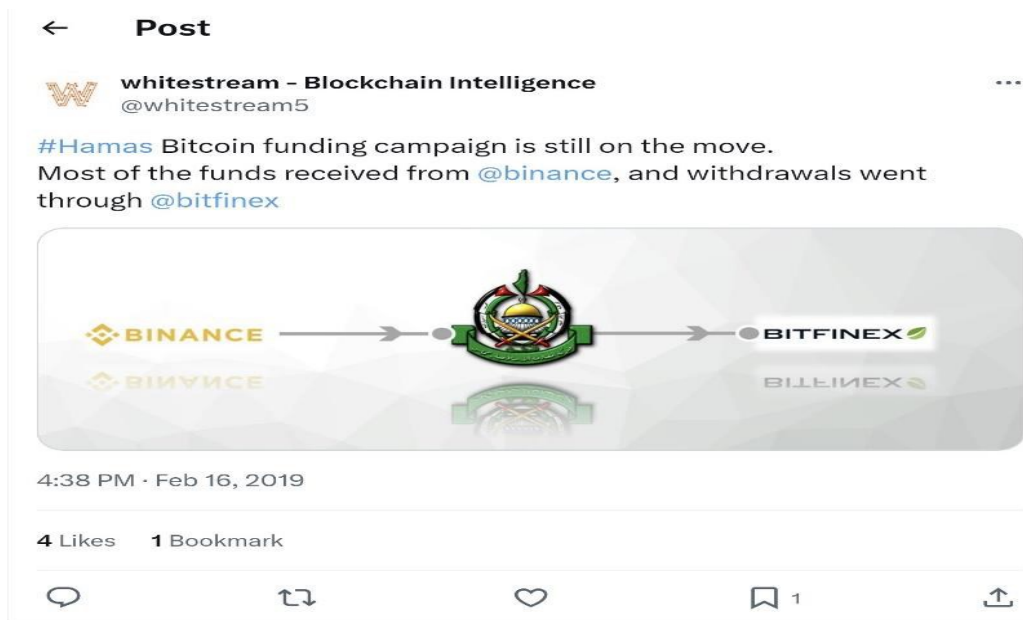 Post
whitestream - Blockchain Intelligence
@whitestream5
#Hamas Bitcoin funding campaign is still on the move.
Most of the funds received from @binance, and withdrawals went
through @bitfinex
BINANCE
BITFINEX
4:38 PM · Feb 16, 2019
4 Likes 1 Bookmark
1